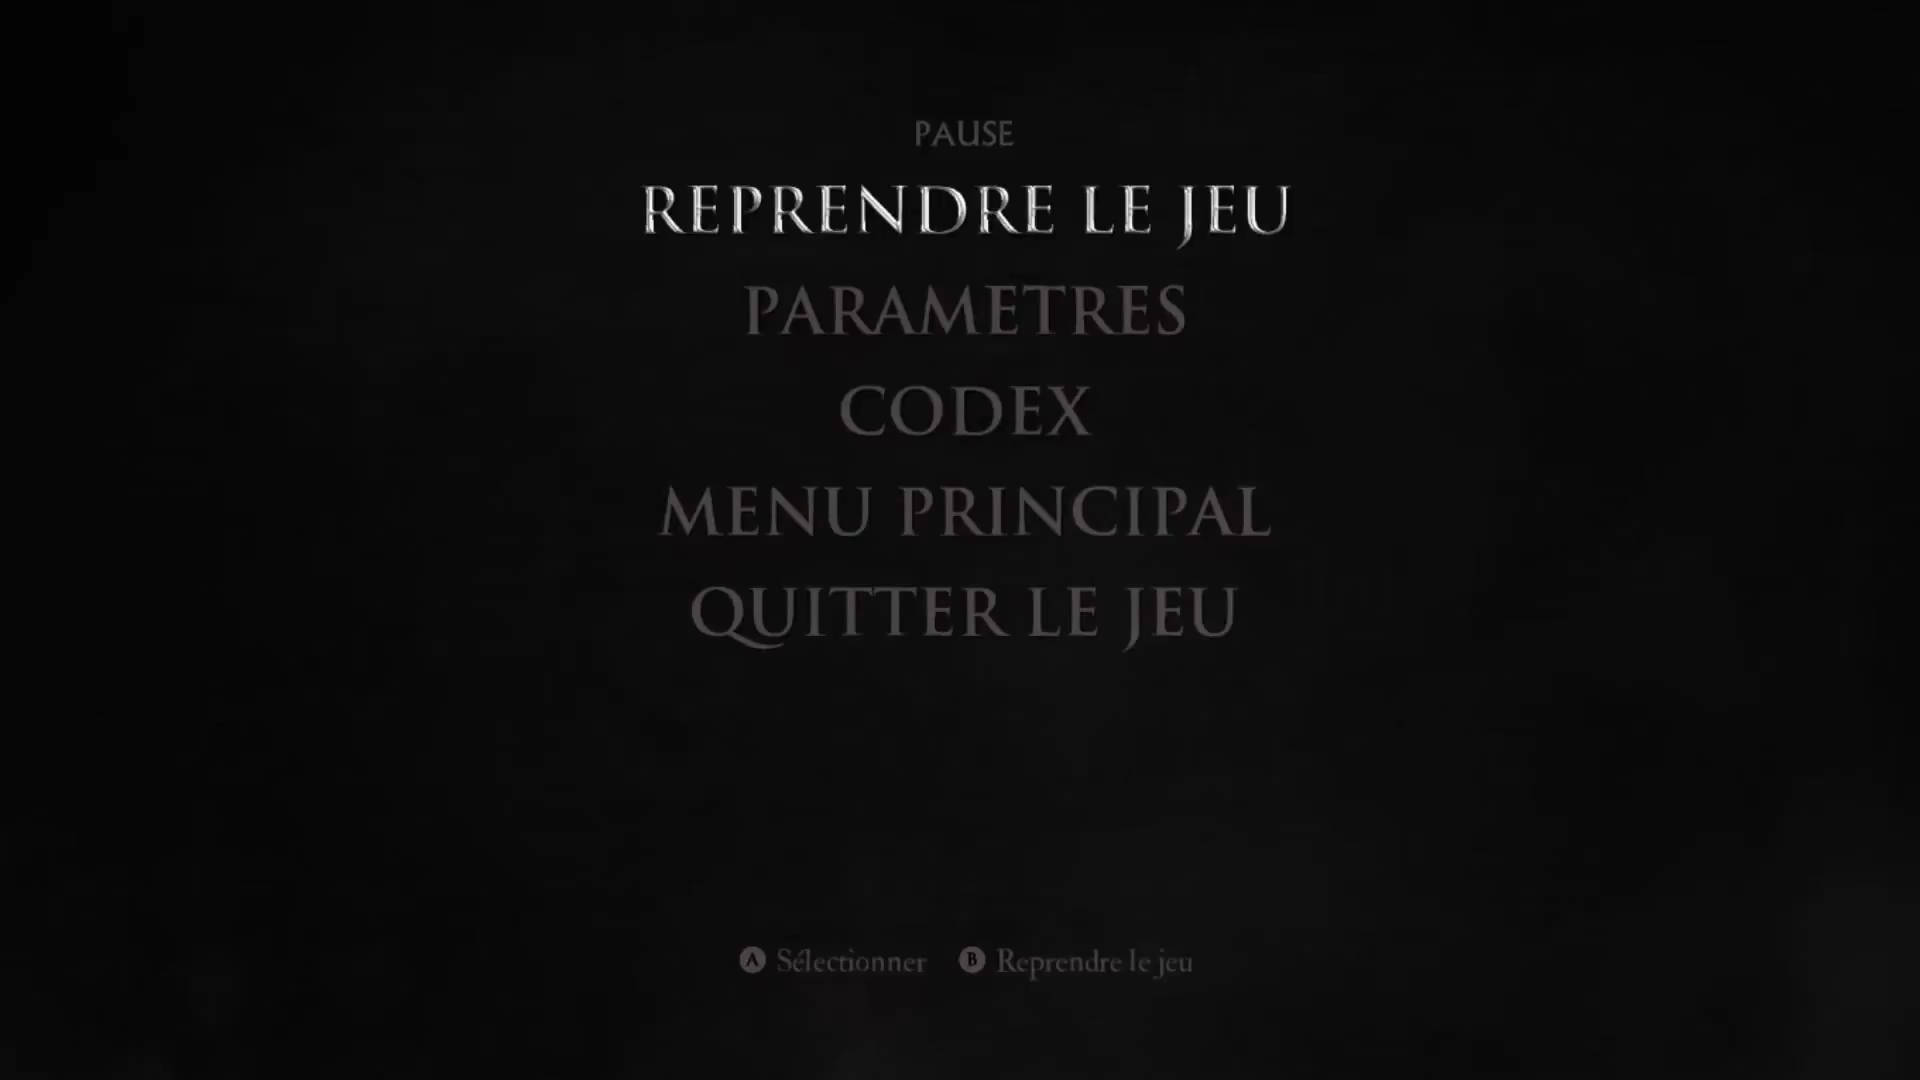 PAUSE
REPRENDRE LE JEU
PARAMETRES
CODEX
MENU PRINCIPAL
QUITTER LE JEU
A Sélectionner B Reprendre le jeu